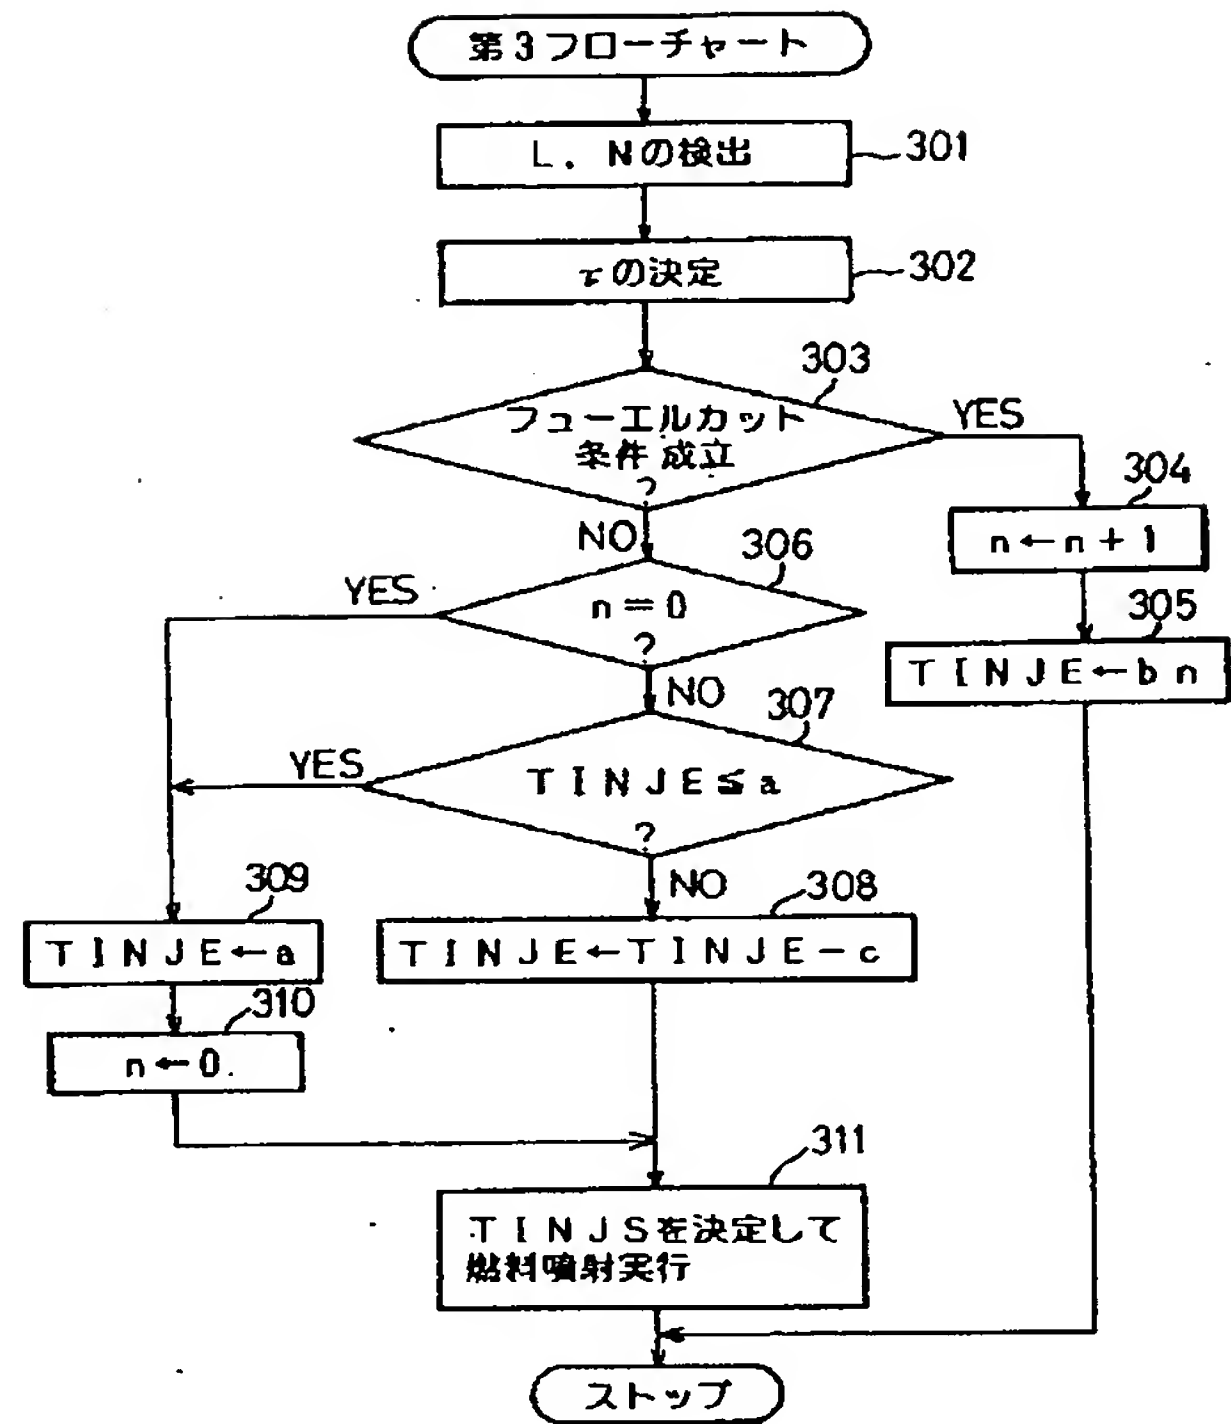 第3フローチャート
L. Nの検出
301
τの決定
302
303
フューエルカット
条件成立
?
YES
NO
304
n←n+1
305
TINJE←bn
306
YES
n=0
?
NO
307
YES
TINJE≦a
?
NO
309
TINJE←a
308
TINJE←TINJE-c
310
n←0
311
TINJSを決定して
燃料噴射実行
ストップ